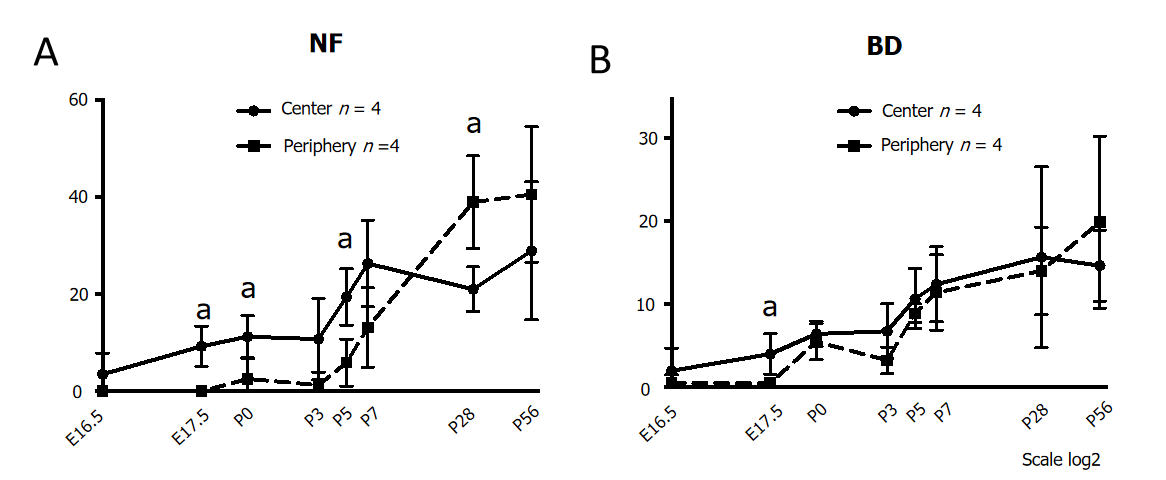 A
NF
60
40
20
0
Center n = 4
Periphery n =4
a
a
a
a
E16.5
E17.5
P0
P3
P5
P7
P28
P56
B
BD
30
20
10
0
Center n = 4
Periphery n = 4
a
E16.5
E17.5
P0
P3
P5
P7
P28
P56
Scale log2